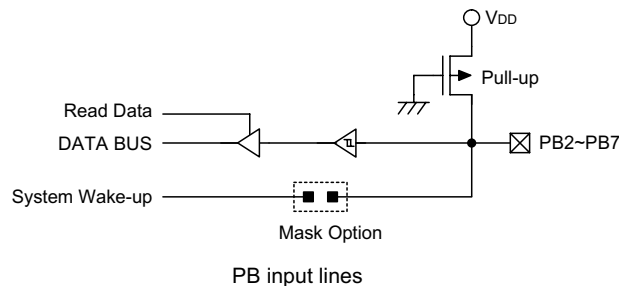 VDD
Pull-up
Read Data
DATA BUS
PB2~PB7
System Wake-up
Mask Option
PB input lines